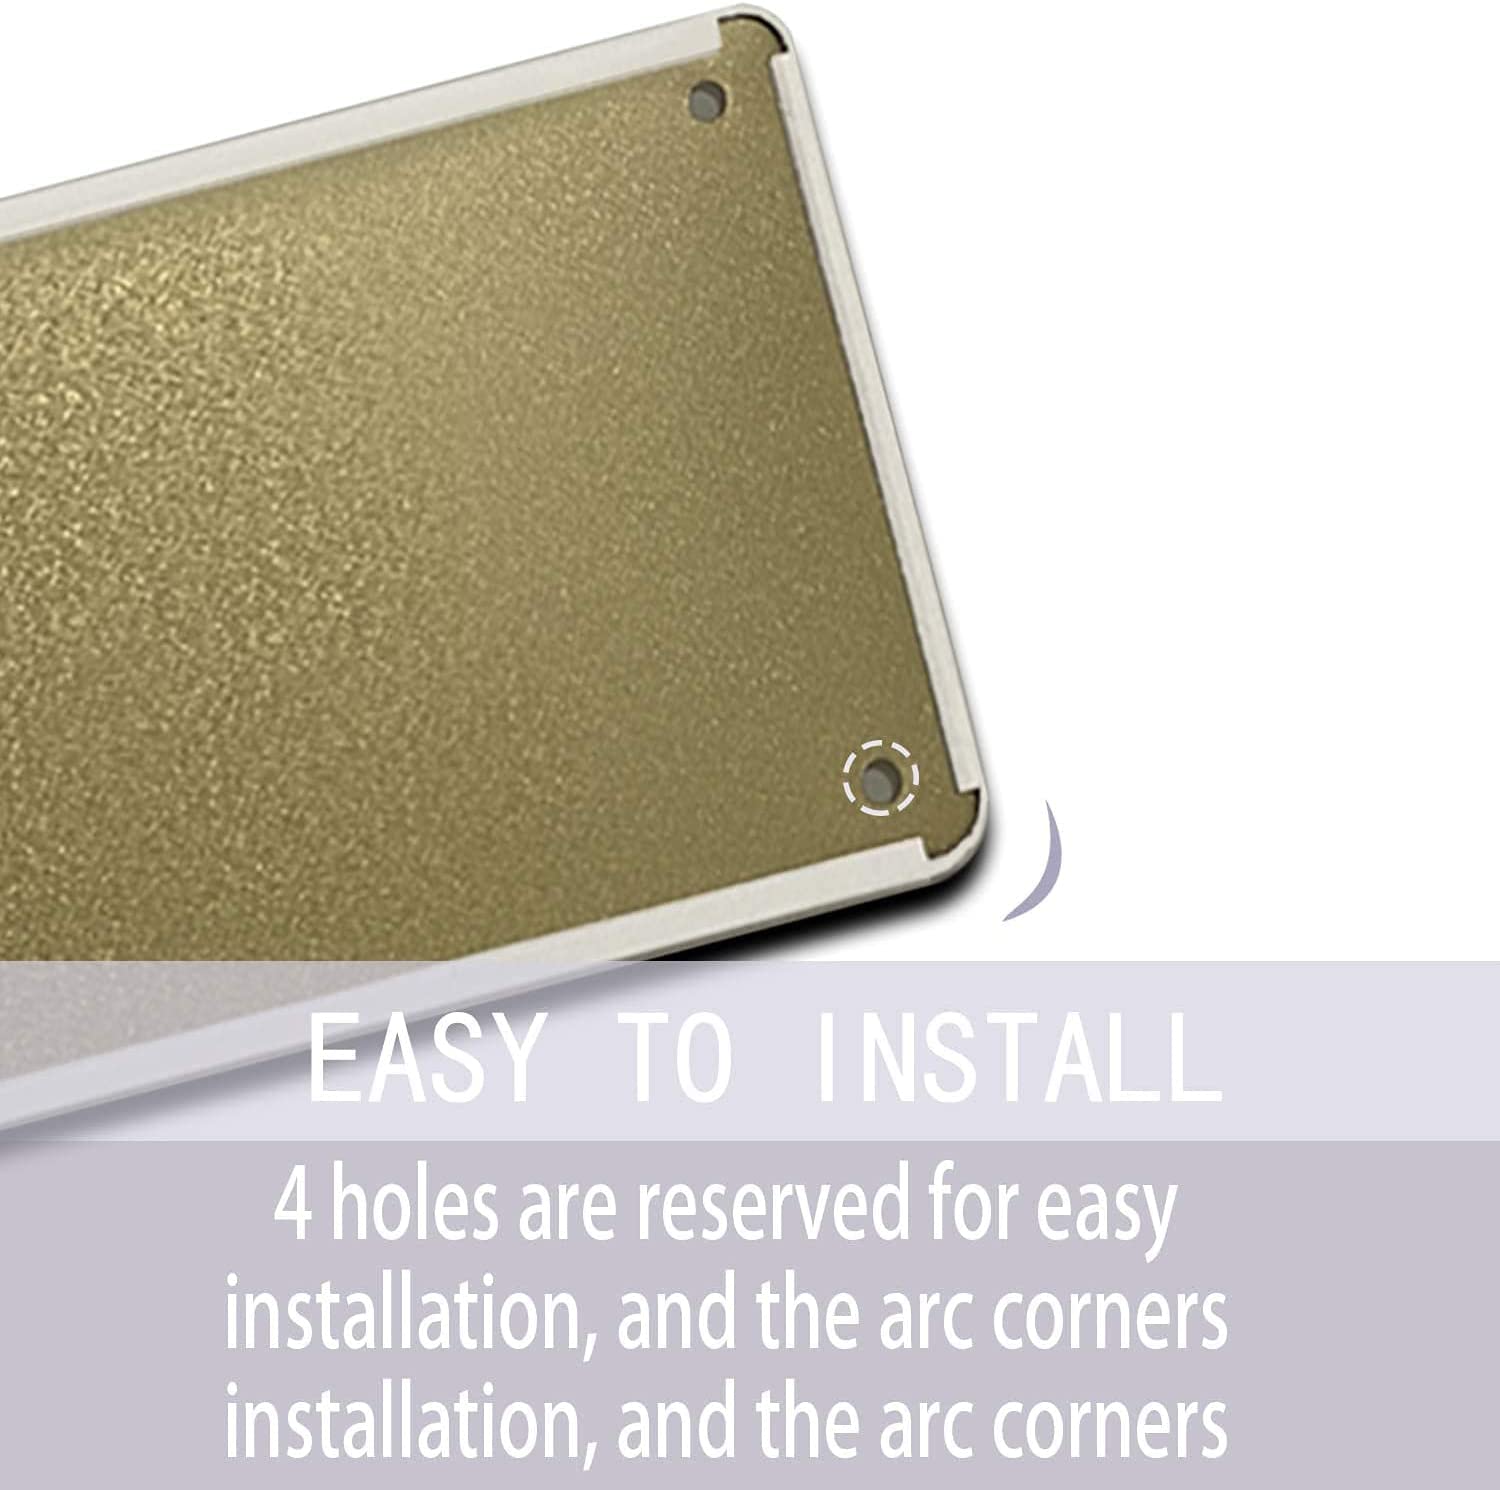 EASY TO INSTALL
4 holes are reserved for easy
installation, and the arc corners
installation, and the arc corners